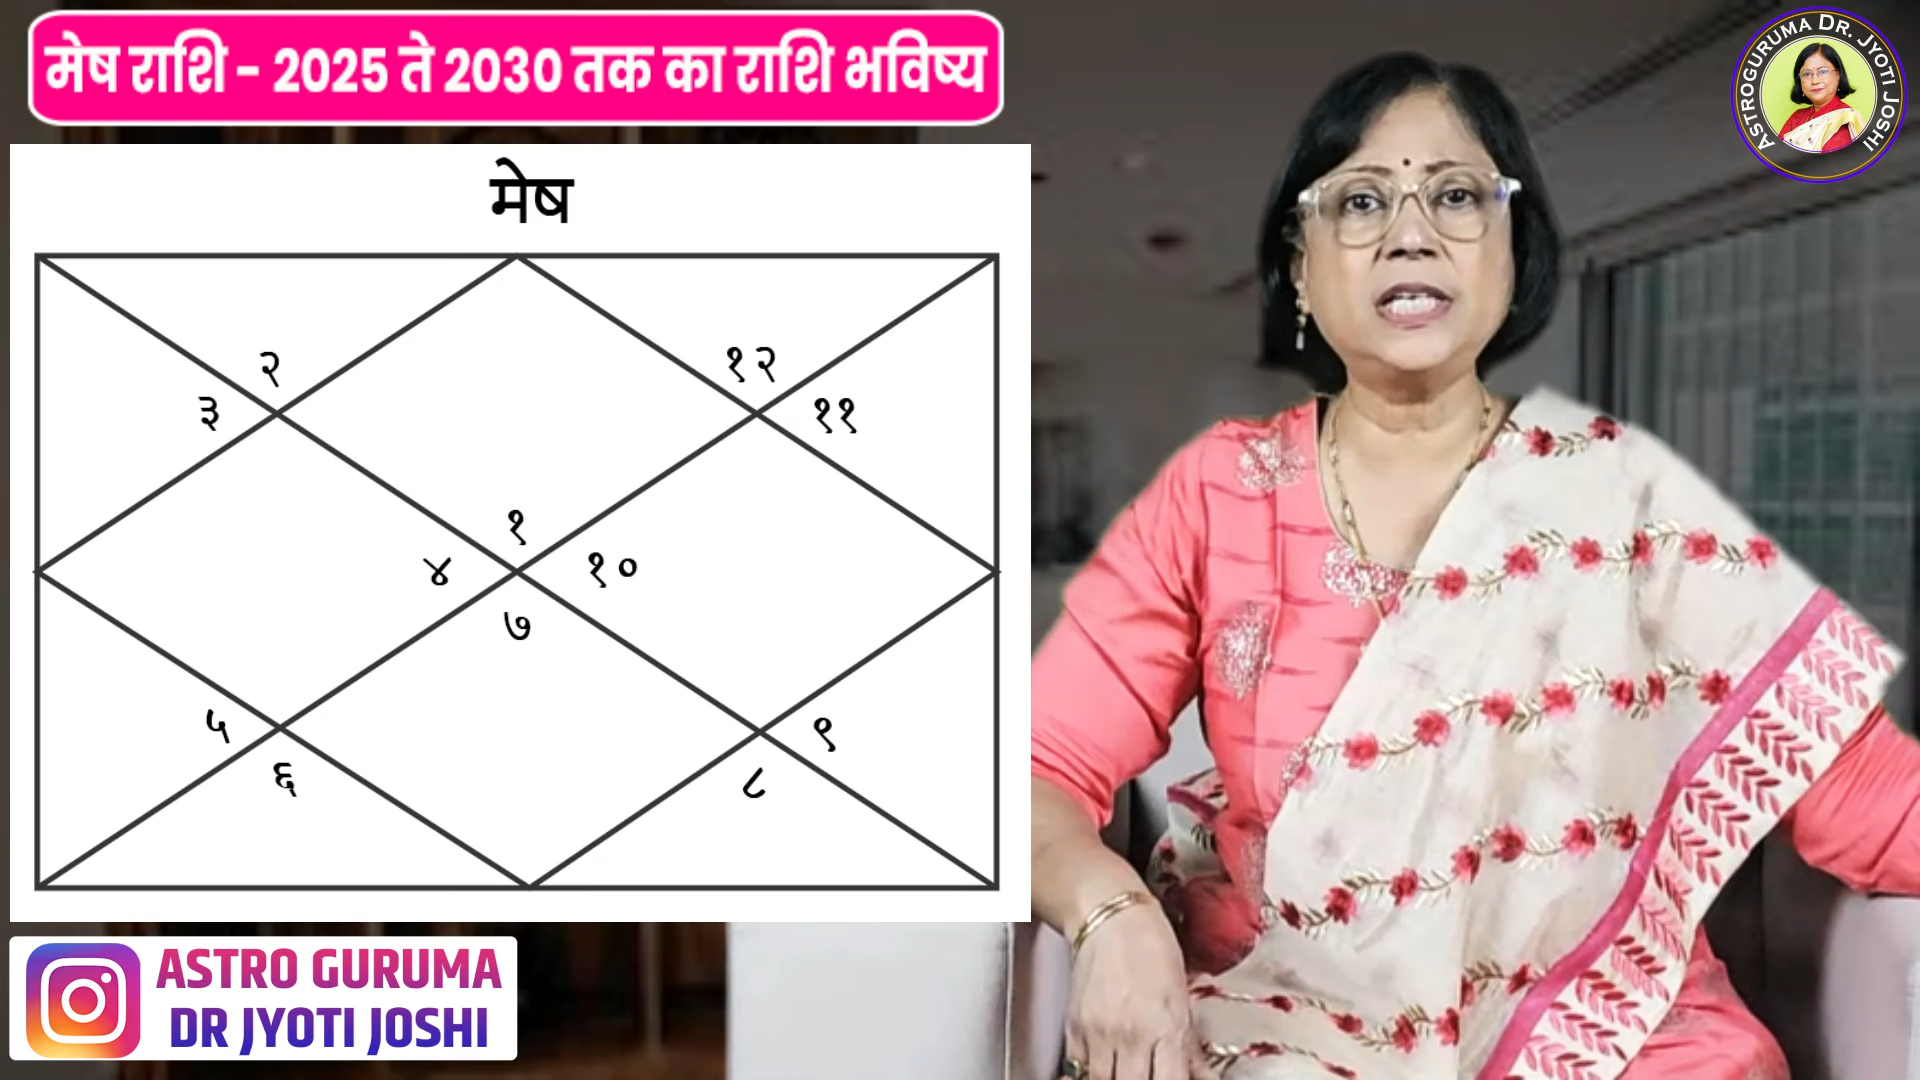 मेष राशि - 2025 ते 2030 तक का राशि भविष्य
ASTROGURUMA DR. JYOTI JOSHI
मेष
२
१२
३
११
१
४
१०
७
५
९
६
८
ASTRO GURUMA
DR JYOTI JOSHI